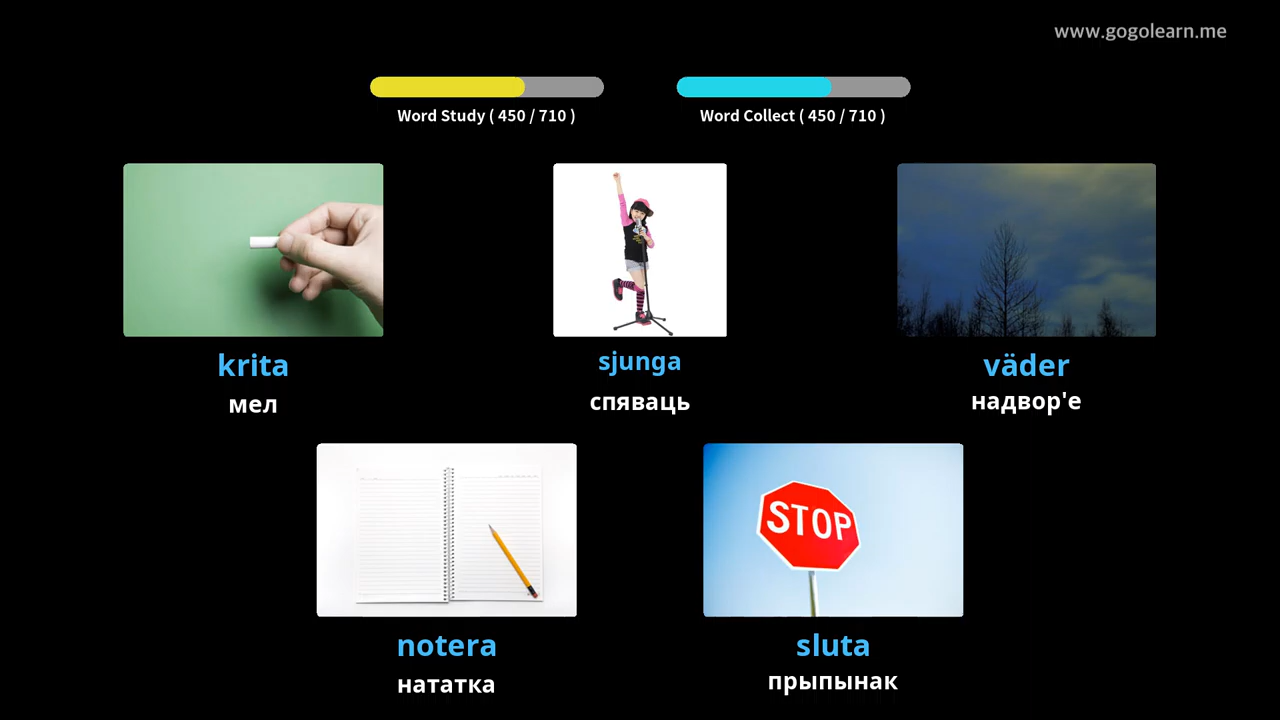 www.gogolearn.me
Word Study ( 450 / 710 )
Word Collect ( 450 / 710 )
krita
мел
sjunga
спяваць
väder
надвор'е
STOP
notera
нататка
sluta
прыпынак